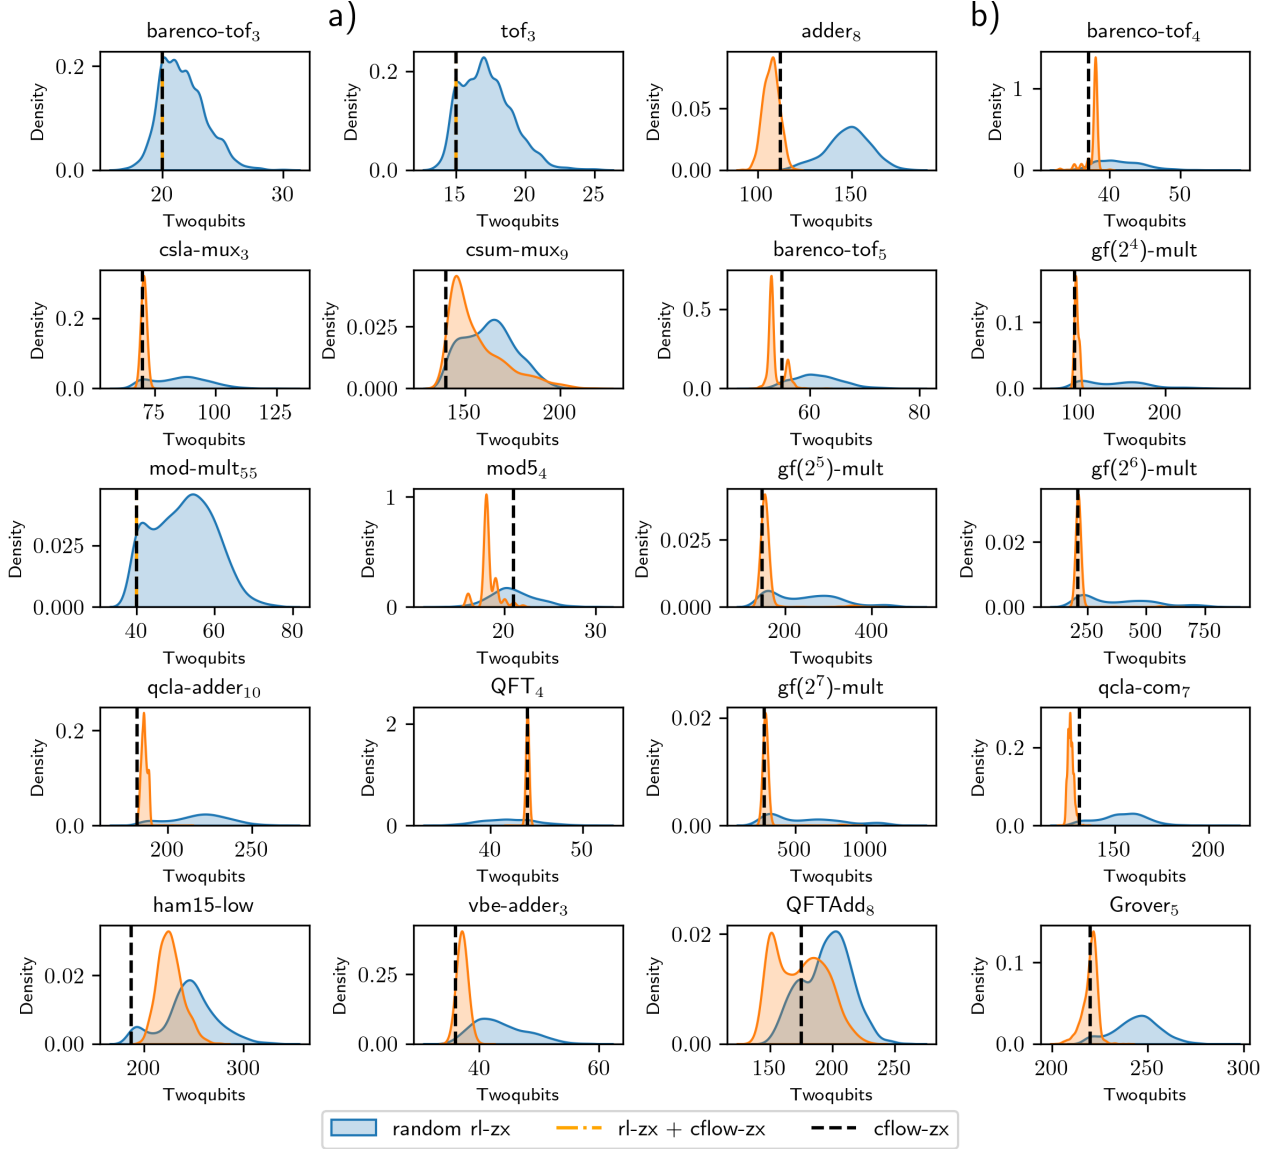 a)
b)
barenco-tof₃
Density
0.2
0.0
20 30
Twoqubits
tof₃
Density
0.2
0.0
15 20 25
Twoqubits
adder₈
Density
0.05
0.00
100 150
Twoqubits
barenco-tof₄
Density
1
0
40 50
Twoqubits
csla-mux₃
Density
0.2
0.0
75 100 125
Twoqubits
csum-mux₉
Density
0.025
0.000
150 200
Twoqubits
barenco-tof₅
Density
0.5
0.0
60 80
Twoqubits
gf(2⁴)-mult
Density
0.1
0.0
100 200
Twoqubits
mod-mult₅₅
Density
0.025
0.000
40 60 80
Twoqubits
mod5₄
Density
1
0
20 30
Twoqubits
gf(2⁵)-mult
Density
0.025
0.000
200 400
Twoqubits
gf(2⁶)-mult
Density
0.02
0.00
250 500 750
Twoqubits
qcla-adder₁₀
Density
0.2
0.0
200 250
Twoqubits
QFT₄
Density
2
0
40 50
Twoqubits
gf(2⁷)-mult
Density
0.02
0.00
500 1000
Twoqubits
qcla-com₇
Density
0.2
0.0
150 200
Twoqubits
ham15-low
Density
0.02
0.00
200 300
Twoqubits
vbe-adder₃
Density
0.25
0.00
40 60
Twoqubits
QFTAdd₈
Density
0.02
0.00
150 200 250
Twoqubits
Grover₅
Density
0.1
0.0
200 250 300
Twoqubits
random rl-zx rl-zx + cflow-zx cflow-zx